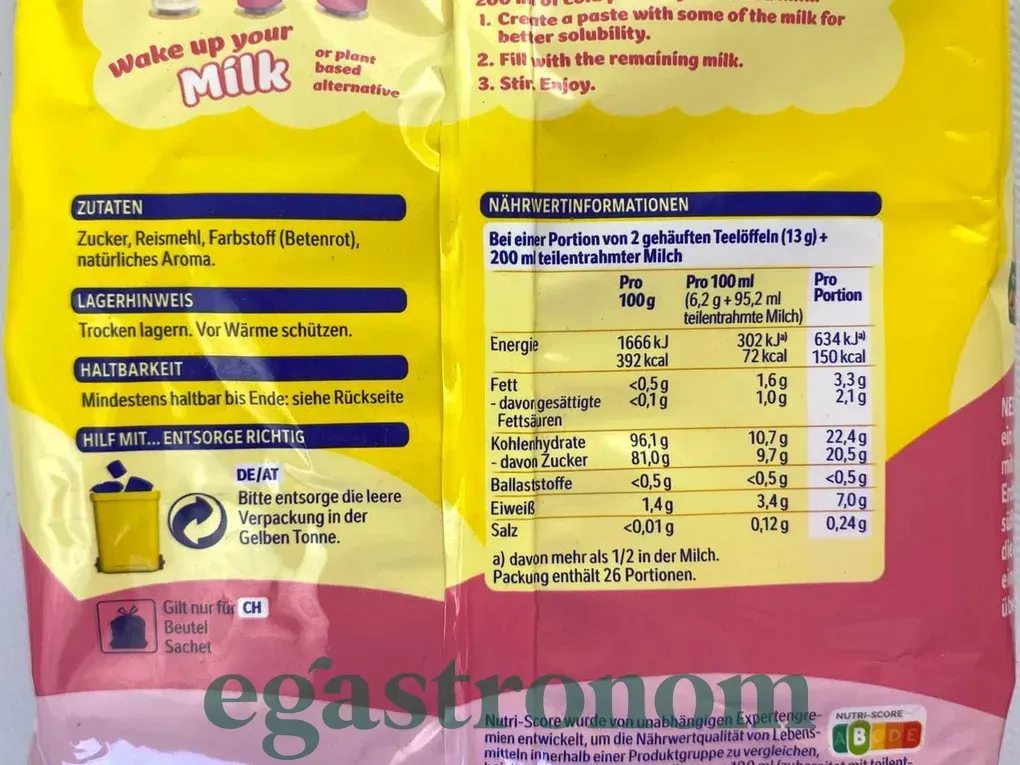 Wake up your
Milk
or plant
based
alternative
1. Create a paste with some of the milk for
better solubility.
2. Fill with the remaining milk.
3. Stir. Enjoy.
ZUTATEN
Zucker, Reismehl, Farbstoff (Betenrot),
natürliches Aroma.
LAGERHINWEIS
Trocken lagern. Vor Wärme schützen.
HALTBARKEIT
Mindestens haltbar bis Ende: siehe Rückseite
HILF MIT... ENTSORGE RICHTIG
DE/AT
Bitte entsorge die leere
Verpackung in der
Gelben Tonne.
Gilt nur für CH
Beutel
Sachet
NÄHRWERTINFORMATIONEN
Bei einer Portion von 2 gehäuften Teelöffeln (13 g) +
200 ml teilentrahmter Milch
Pro 100 g
Pro 100 ml
(6,2 g + 95,2 ml
teilentrahmte Milch)
Pro Portion
Energie 1666 kJ 302 kJa) 634 kJa)
392 kcal 72 kcal 150 kcal
Fett <0,5 g 1,6 g 3,3 g
- davon gesättigte <0,1 g 1,0 g 2,1 g
Fettsäuren
Kohlenhydrate 96,1 g 10,7 g 22,4 g
- davon Zucker 81,0 g 9,7 g 20,5 g
Ballaststoffe <0,5 g <0,5 g <0,5 g
Eiweiß 1,4 g 3,4 g 7,0 g
Salz <0,01 g 0,12 g 0,24 g
a) davon mehr als 1/2 in der Milch.
Packung enthält 26 Portionen.
egastronom
Nutri-Score wurde von unabhängigen Expertengre-
mien entwickelt, um die Nährwertqualität von Lebens-
mitteln innerhalb einer Produktgruppe zu vergleichen,
NUTRI-SCORE
A B C D E